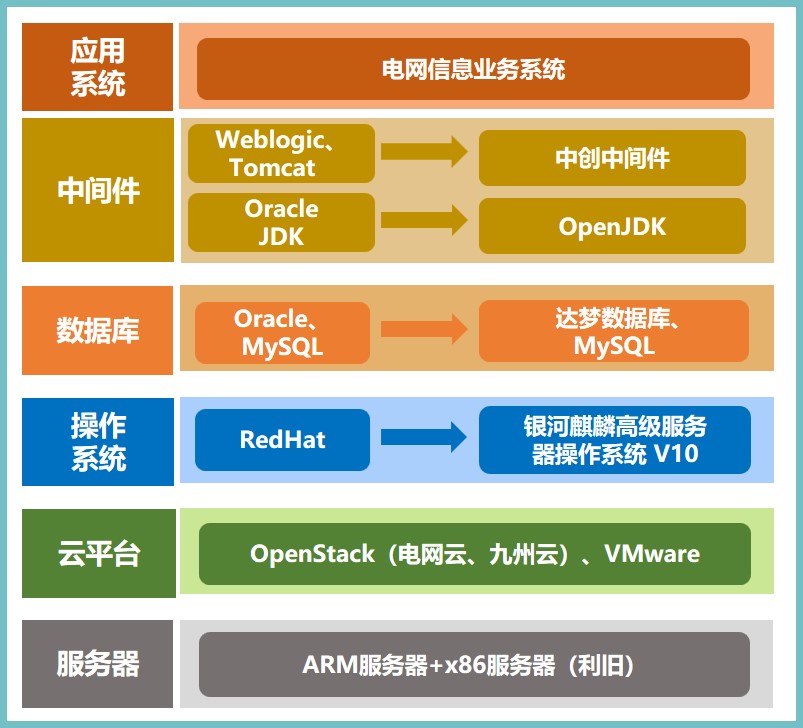 应用
系统
电网信息业务系统
中间件
Weblogic、
Tomcat
中创中间件
Oracle
JDK
OpenJDK
数据库
Oracle、
MySQL
达梦数据库、
MySQL
操作
系统
RedHat
银河麒麟高级服务
器操作系统 V10
云平台
OpenStack（电网云、九州云）、VMware
服务器
ARM服务器+x86服务器（利旧）